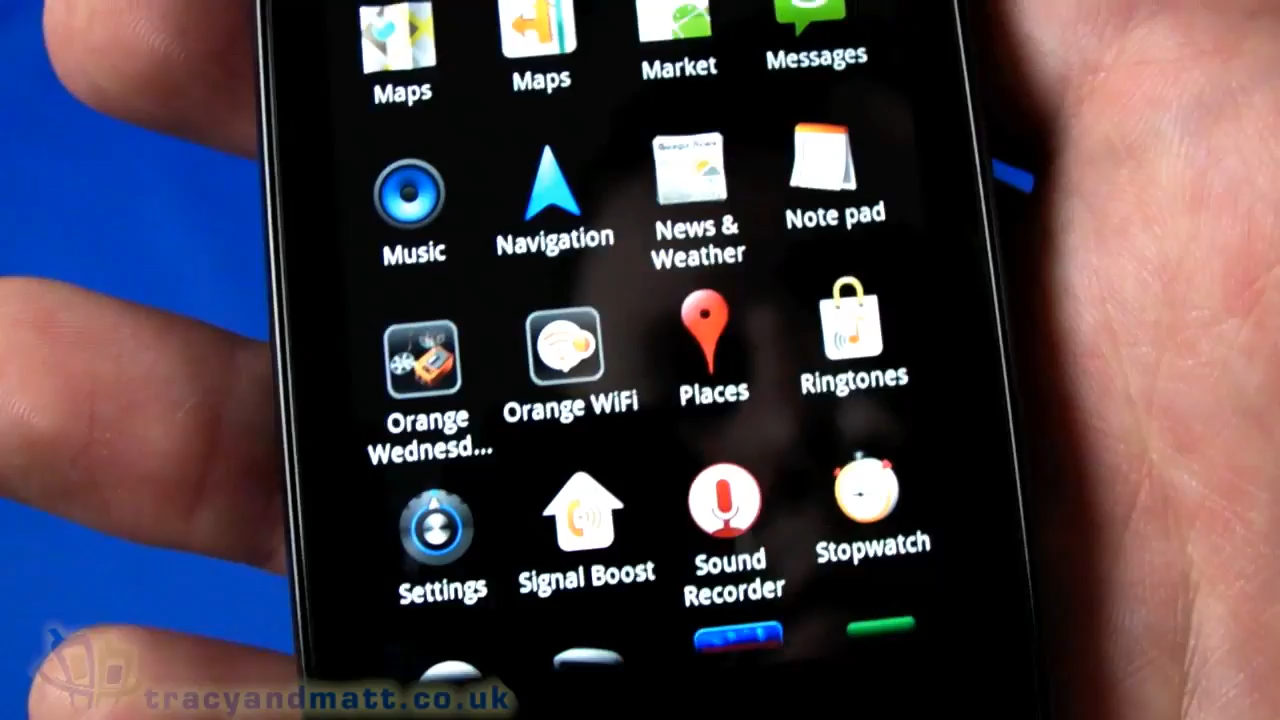 Maps
Maps
Market
Messages
Music
Navigation
News &
Weather
Note pad
Orange
Wednesd...
Orange WiFi
Places
Ringtones
Settings
Signal Boost
Sound
Recorder
Stopwatch
tracyandmatt.co.uk